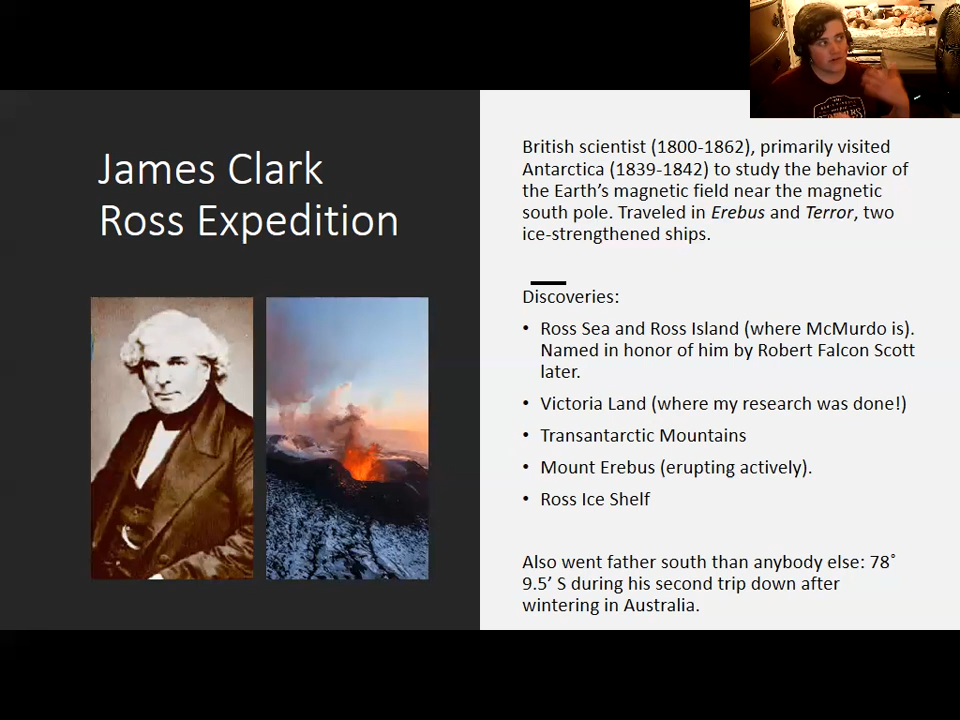 James Clark
Ross Expedition
British scientist (1800-1862), primarily visited
Antarctica (1839-1842) to study the behavior of
the Earth’s magnetic field near the magnetic
south pole. Traveled in Erebus and Terror, two
ice-strengthened ships.
Discoveries:
• Ross Sea and Ross Island (where McMurdo is).
Named in honor of him by Robert Falcon Scott
later.
• Victoria Land (where my research was done!)
• Transantarctic Mountains
• Mount Erebus (erupting actively).
• Ross Ice Shelf
Also went father south than anybody else: 78˚
9.5’ S during his second trip down after
wintering in Australia.